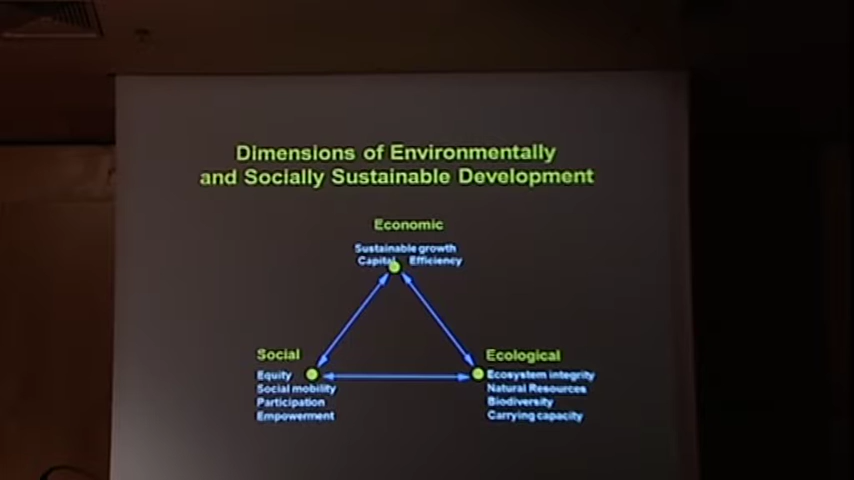 Dimensions of Environmentally
and Socially Sustainable Development
Economic
Sustainable growth
Capital Efficiency
Social
Equity
Social mobility
Participation
Empowerment
Ecological
Ecosystem integrity
Natural Resources
Biodiversity
Carrying capacity